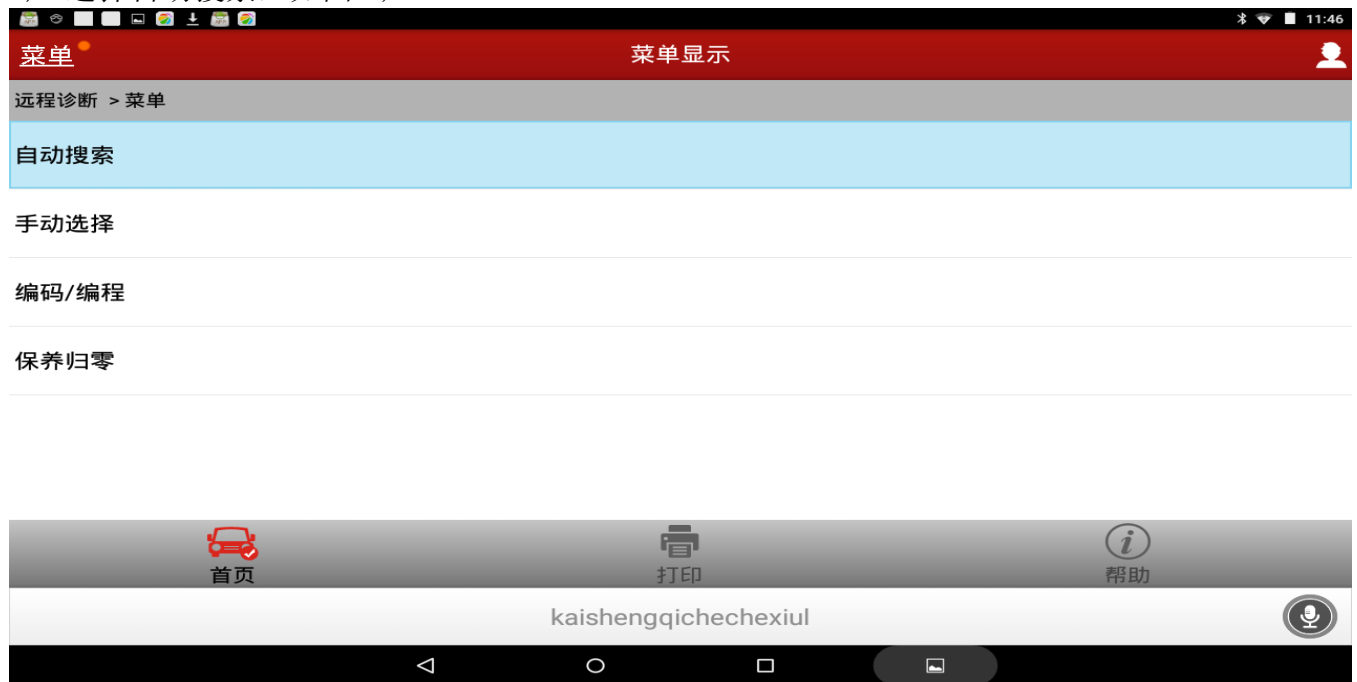 11:46
菜单
菜单显示
远程诊断 >菜单
自动搜索
手动选择
编码/编程
保养归零
首页
打印
帮助
kaishengqichechexiul